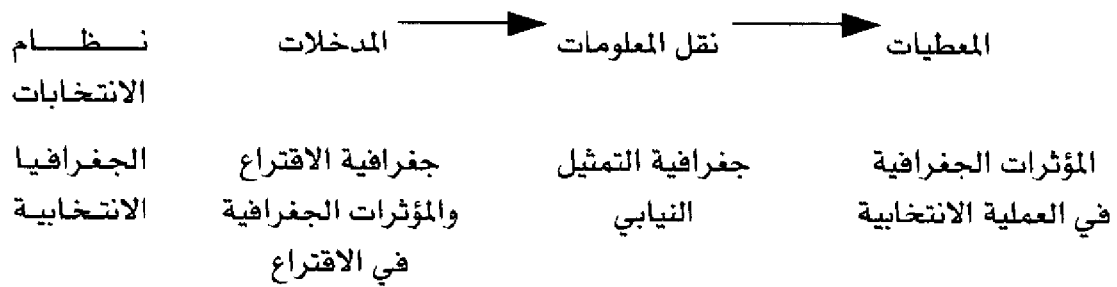 نظام المدخلات نقل المعلومات المعطيات
الانتخابات
الجغرافيا جغرافية الاقتراع جغرافية التمثيل المؤثرات الجغرافية
الانتخابية والمؤثرات الجغرافية النيابي في العملية الانتخابية
في الاقتراع